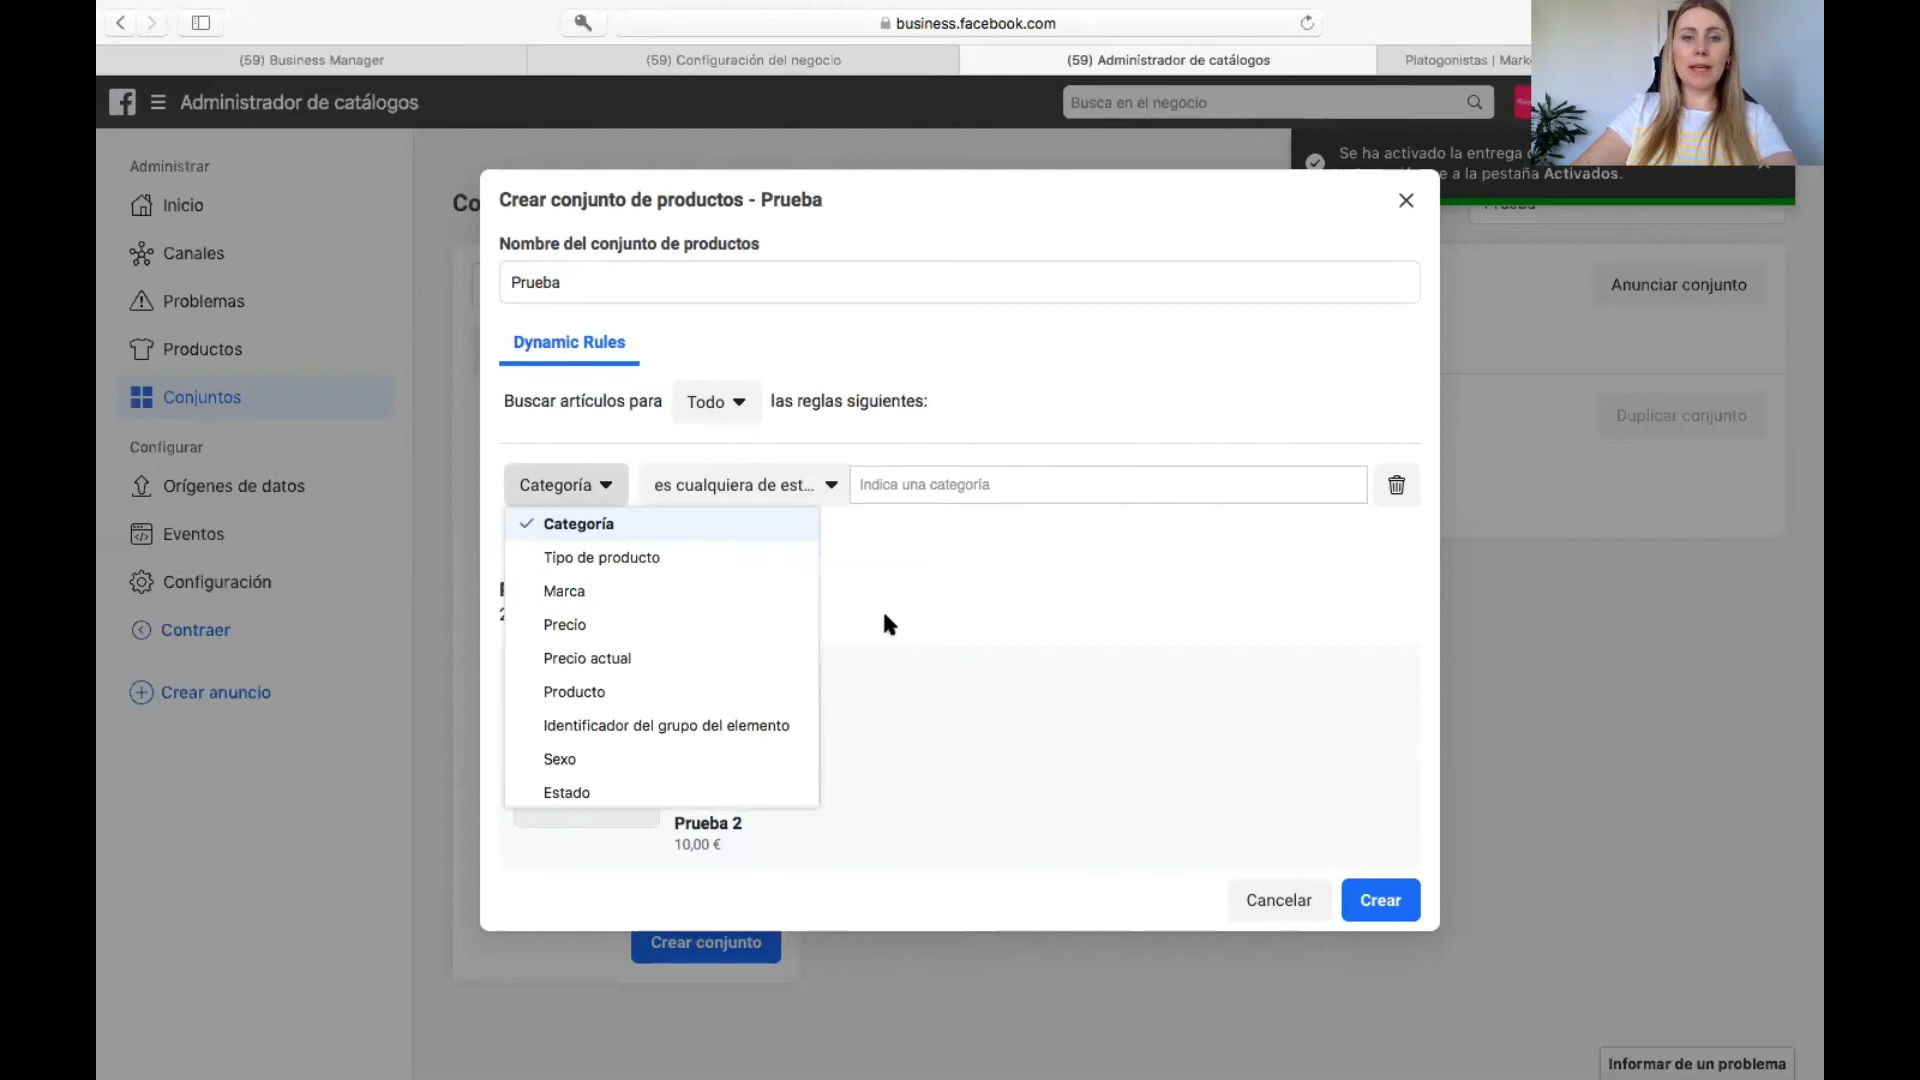 business.facebook.com
(59) Business Manager
(59) Configuración del negocio
(59) Administrador de catálogos
Platogonistas | Mark
Administrador de catálogos
Busca en el negocio
Se ha activado la entrega
e a la pestaña Activados.
Administrar
Inicio
Canales
Problemas
Productos
Conjuntos
Configurar
Orígenes de datos
Eventos
Configuración
Contraer
Crear anuncio
Co
Prueba
Anunciar conjunto
Duplicar conjunto
Crear conjunto de productos - Prueba
Nombre del conjunto de productos
Prueba
Dynamic Rules
Buscar artículos para Todo las reglas siguientes:
Categoría es cualquiera de est... Indica una categoría
Categoría
Tipo de producto
Marca
Precio
Precio actual
Producto
Identificador del grupo del elemento
Sexo
Estado
Prueba 2
10,00 €
Cancelar
Crear
Crear conjunto
Informar de un problema